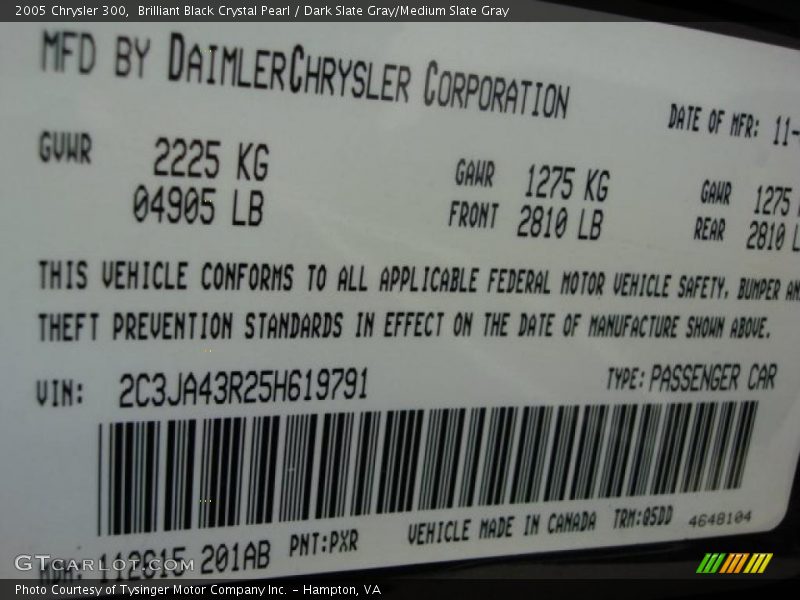 2005 Chrysler 300, Brilliant Black Crystal Pearl / Dark Slate Gray/Medium Slate Gray
MFD BY DAIMLERCHRYSLER CORPORATION
DATE OF MFR: 11-
GVWR 2225 KG GAWR 1275 KG GAWR 1275
04905 LB FRONT 2810 LB REAR 2810 L
THIS VEHICLE CONFORMS TO ALL APPLICABLE FEDERAL MOTOR VEHICLE SAFETY, BUMPER AN
THEFT PREVENTION STANDARDS IN EFFECT ON THE DATE OF MANUFACTURE SHOWN ABOVE.
VIN: 2C3JA43R25H619791 TYPE: PASSENGER CAR
112615 201AB PNT:PXR VEHICLE MADE IN CANADA TRM:Q5DD 4648104
GTCARLOT.COM
Photo Courtesy of Tysinger Motor Company Inc. – Hampton, VA